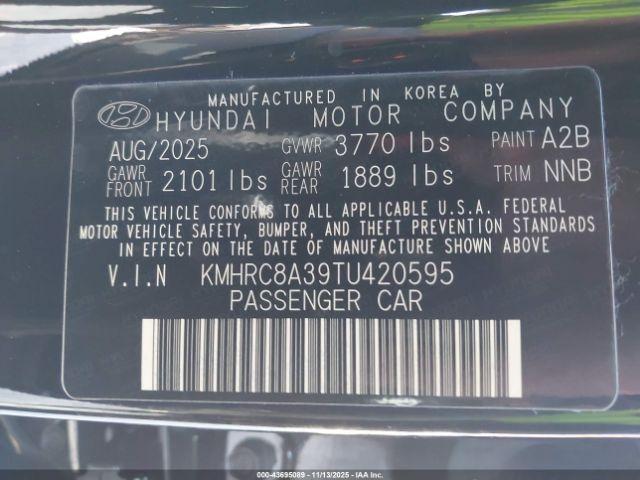 MANUFACTURED IN KOREA BY
HYUNDAI MOTOR COMPANY
AUG/2025 GVWR 3770 lbs PAINT A2B
GAWR FRONT 2101 lbs GAWR REAR 1889 lbs TRIM NNB
THIS VEHICLE CONFORMS TO ALL APPLICABLE U.S.A. FEDERAL
MOTOR VEHICLE SAFETY, BUMPER, AND THEFT PREVENTION STANDARDS
IN EFFECT ON THE DATE OF MANUFACTURE SHOWN ABOVE
V.I.N KMHRC8A39TU420595
PASSENGER CAR
000-43695089 - 11/13/2025 - IAAI.COM